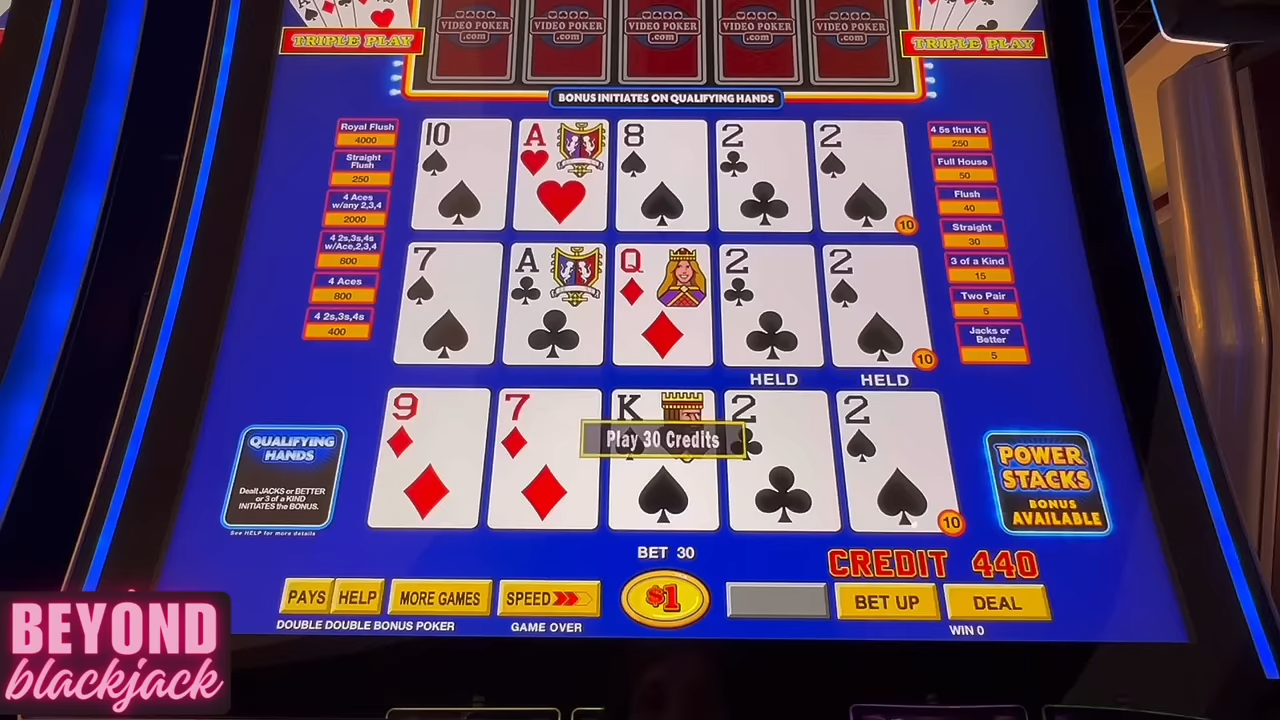 VIDEO POKER .com
VIDEO POKER .com
VIDEO POKER .com
VIDEO POKER .com
VIDEO POKER .com
TRIPLE PLAY
TRIPLE PLAY
BONUS INITIATES ON QUALIFYING HANDS
Royal Flush
4000
Straight
Flush
250
4 Aces
w/any 2,3,4
2000
4 2s,3s,4s
w/Ace,2,3,4
800
4 Aces
800
4 2s,3s,4s
400
10 A 8 2 2
10
7 A Q 2 2
10
HELD HELD
9 7 K 2 2
10
Play 30 Credits
4 5s thru Ks
250
Full House
50
Flush
40
Straight
30
3 of a Kind
15
Two Pair
5
Jacks or
Better
5
QUALIFYING
HANDS
Dealt JACKS or BETTER
or 3 of a KIND
INITIATES the BONUS.
See HELP for more details
POWER
STACKS
BONUS
AVAILABLE
BET 30
CREDIT 440
PAYS HELP MORE GAMES SPEED $1 BET UP DEAL
DOUBLE DOUBLE BONUS POKER
GAME OVER
WIN 0
BEYOND
blackjack